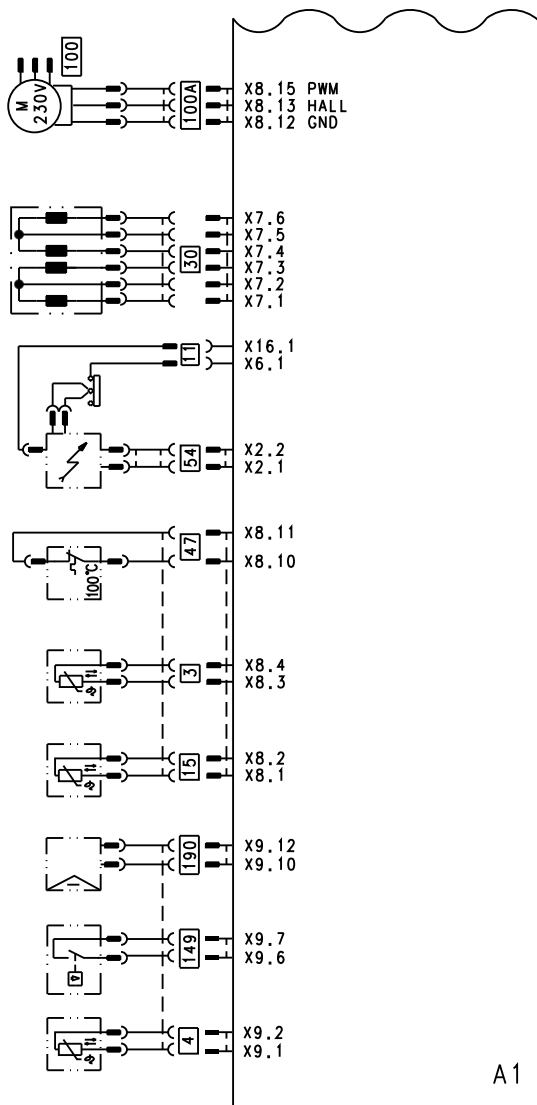 100
M
230V
100A
X8.15 PWM
X8.13 HALL
X8.12 GND
30
X7.6
X7.5
X7.4
X7.3
X7.2
X7.1
11
X16.1
X6.1
54
X2.2
X2.1
100°C
47
X8.11
X8.10
3
X8.4
X8.3
15
X8.2
X8.1
190
X9.12
X9.10
149
X9.7
X9.6
4
X9.2
X9.1
A1